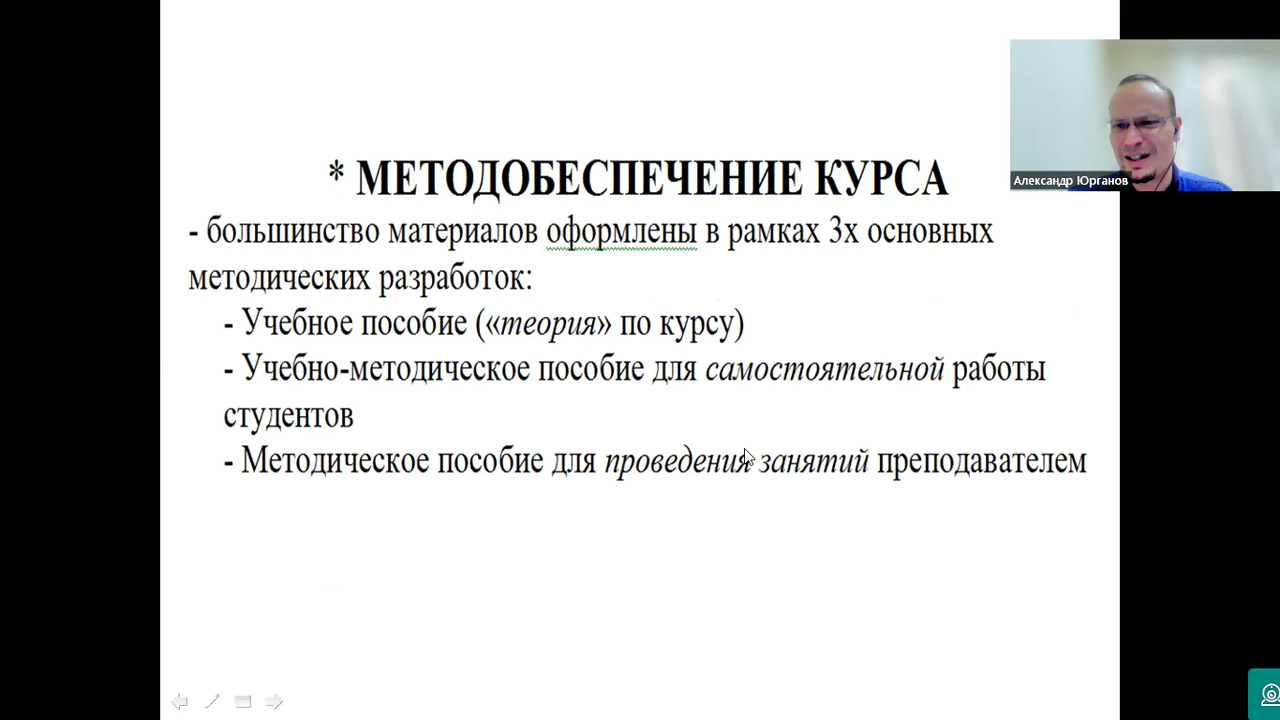 * МЕТОДОБЕСПЕЧЕНИЕ КУРСА
- большинство материалов оформлены в рамках 3х основных
методических разработок:
- Учебное пособие («теория» по курсу)
- Учебно-методическое пособие для самостоятельной работы
студентов
- Методическое пособие для проведения занятий преподавателем
Александр Юрганов